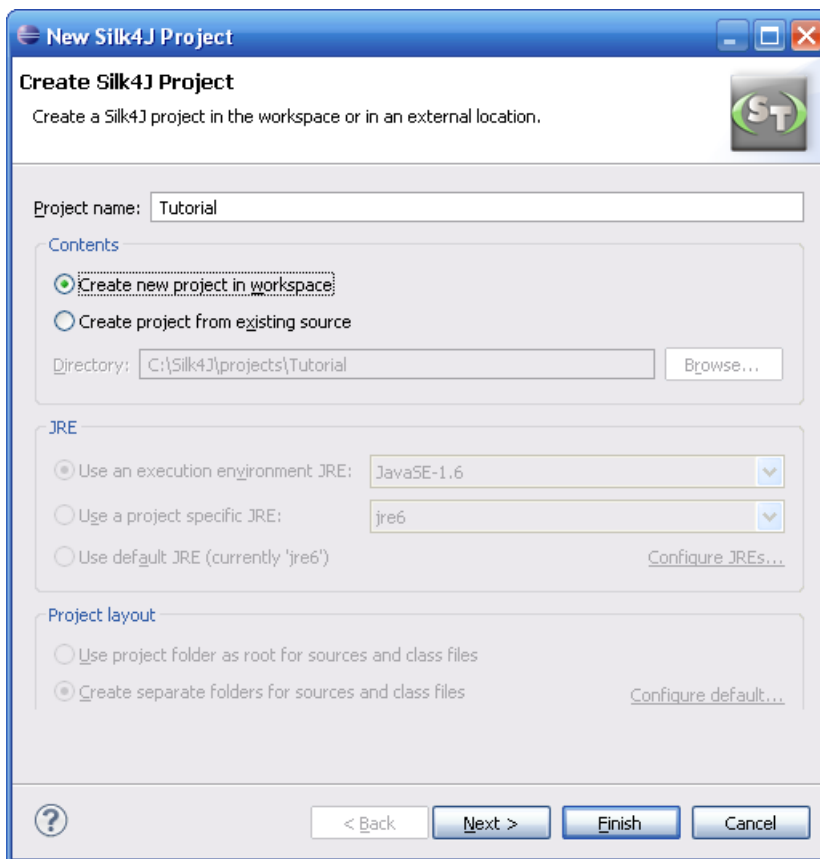 New Silk4J Project
Create Silk4J Project
Create a Silk4J project in the workspace or in an external location.
ST
Project name: Tutorial
Contents
Create new project in workspace
Create project from existing source
Directory: C:\Silk4J\projects\Tutorial Browse...
JRE
Use an execution environment JRE: JavaSE-1.6
Use a project specific JRE: jre6
Use default JRE (currently 'jre6') Configure JREs...
Project layout
Use project folder as root for sources and class files
Create separate folders for sources and class files Configure default...
? < Back Next > Finish Cancel